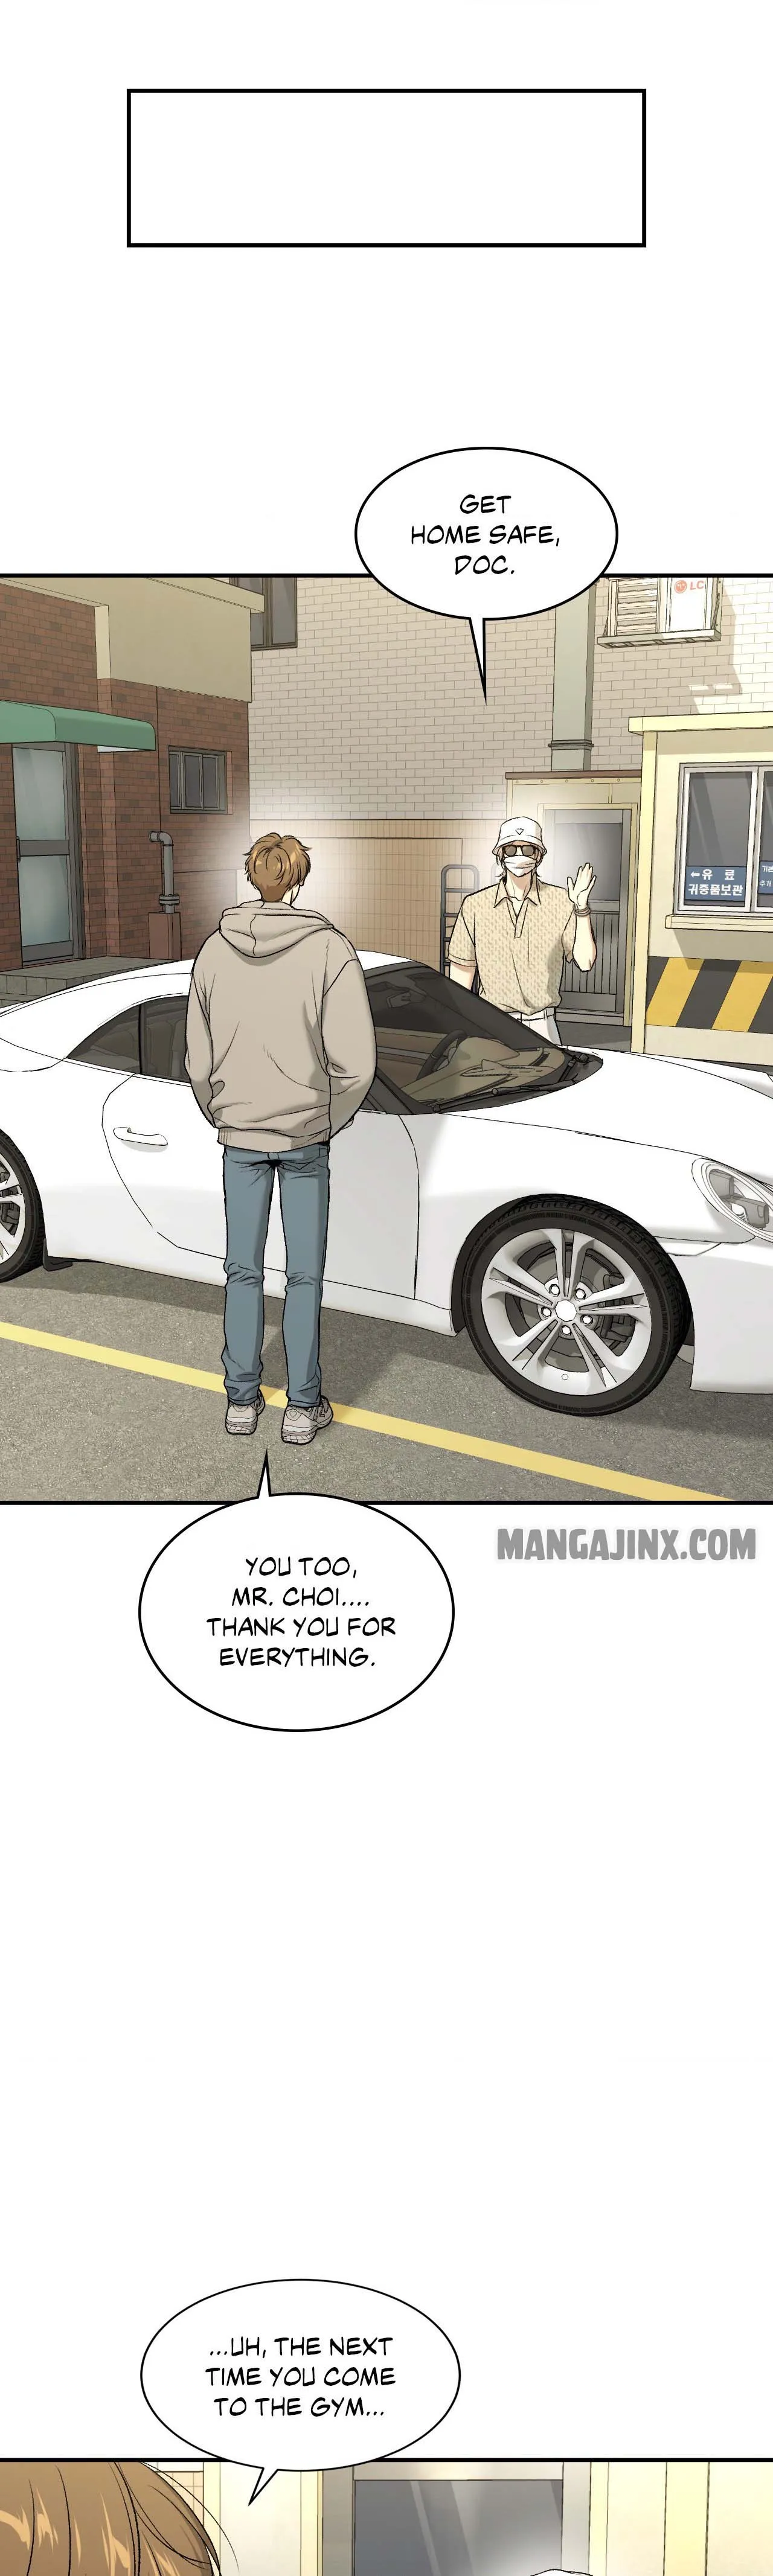 GET
HOME SAFE,
DOC.
LC
←유 료
귀중품보관
MANGAJINX.COM
YOU TOO,
MR. CHOI....
THANK YOU FOR
EVERYTHING.
...UH, THE NEXT
TIME YOU COME
TO THE GYM...